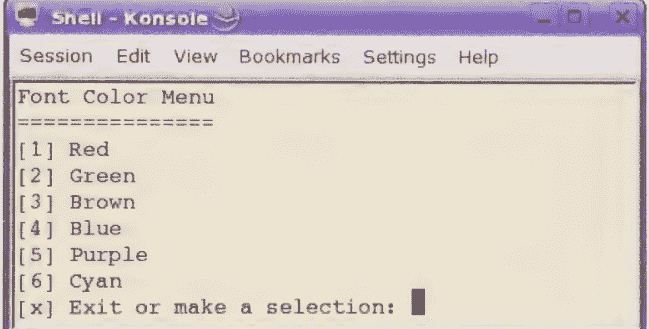 Shell - Konsole
Session Edit View Bookmarks Settings Help
Font Color Menu
===============
[1] Red
[2] Green
[3] Brown
[4] Blue
[5] Purple
[6] Cyan
[x] Exit or make a selection: